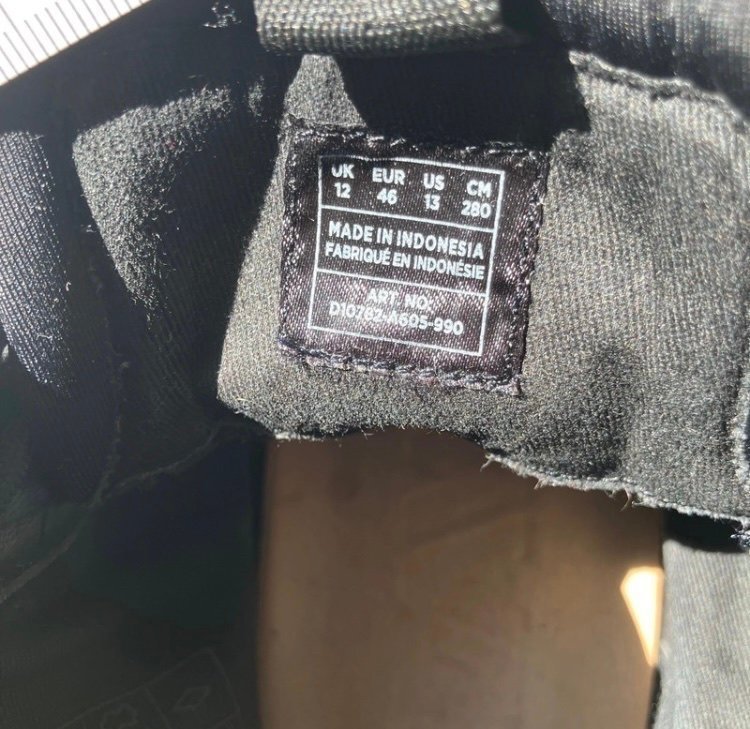 UK EUR US CM
12 46 13 280
MADE IN INDONESIA
FABRIQUÉ EN INDONÉSIE
ART. NO.
D10782-A605-990